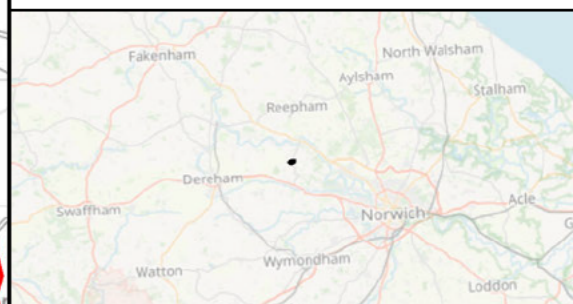 North Walsham
Fakenham
Aylsham
Stalham
Reepham
Dereham
Acle
Swaffham
Norwich
G
Wymondham
Watton
Loddon